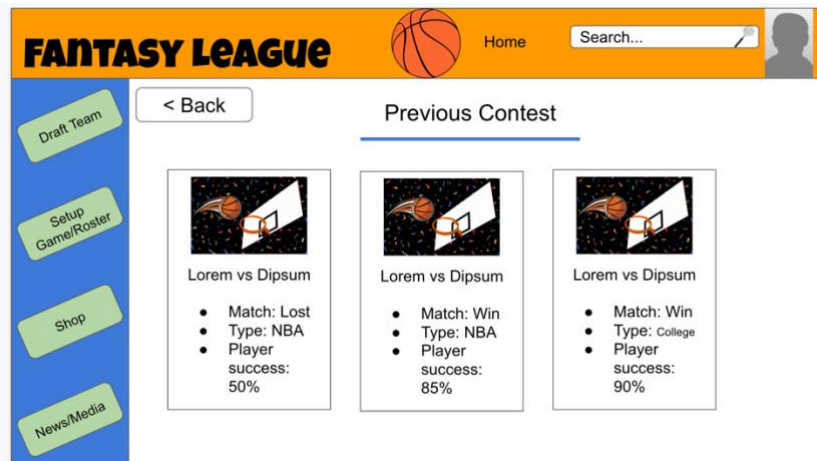 FANTASY LEAGUE
Home
Search...
< Back
Previous Contest
Draft Team
Setup
Game/Roster
Shop
News/Media
Lorem vs Dipsum
● Match: Lost
● Type: NBA
● Player
success:
50%
Lorem vs Dipsum
● Match: Win
● Type: NBA
● Player
success:
85%
Lorem vs Dipsum
● Match: Win
● Type: College
● Player
success:
90%